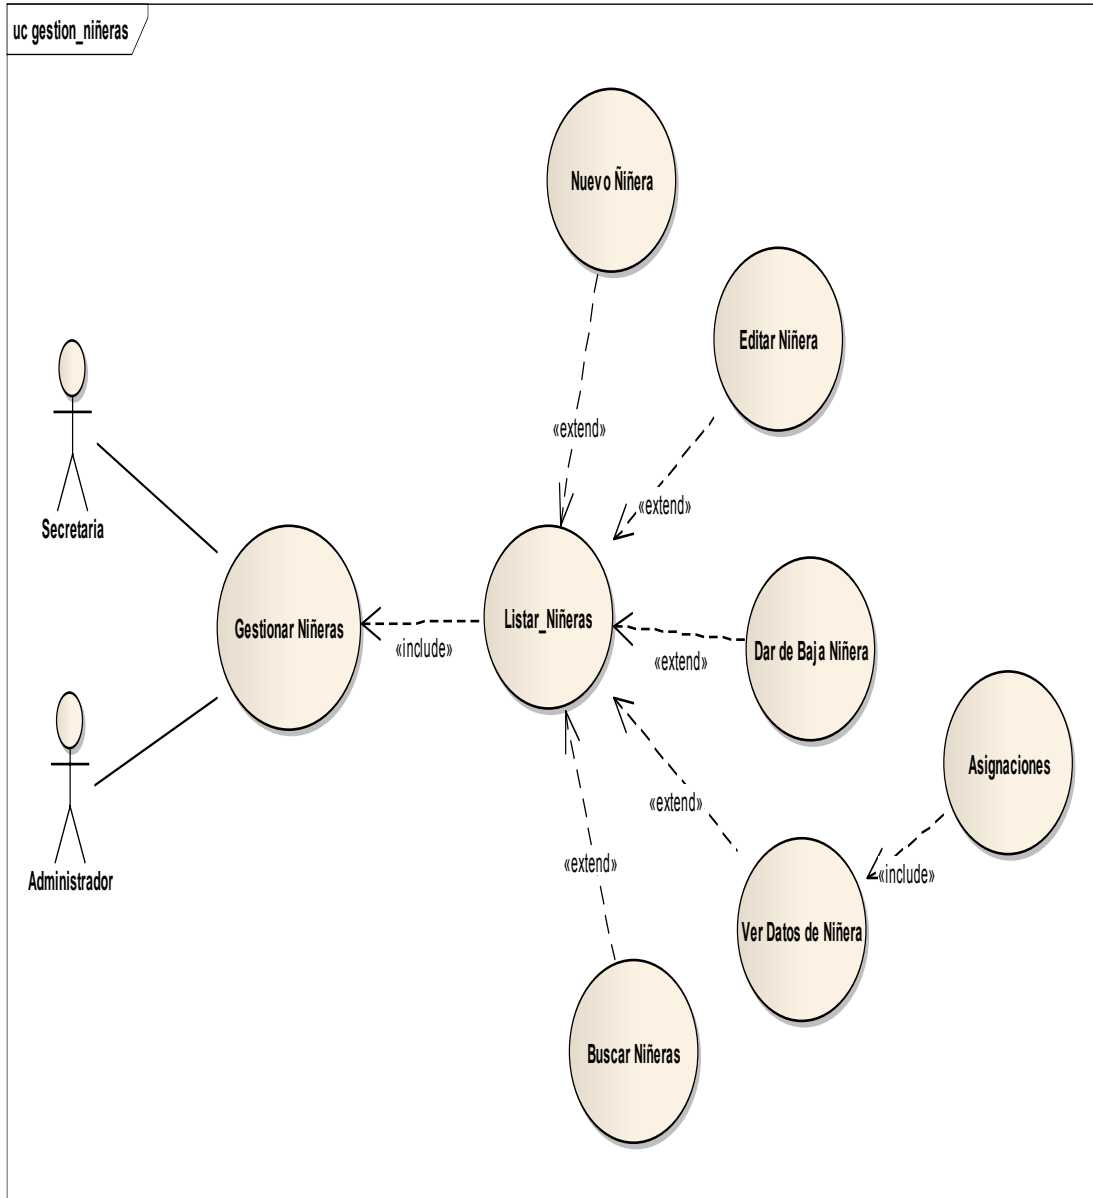 uc gestion_niñeras
Nuevo Ñiñera
Editar Niñera
«extend»
«extend»
Secretaria
Gestionar Niñeras
Listar_Niñeras
«include»
Dar de Baja Niñera
«extend»
Asignaciones
«extend»
«extend»
«include»
Administrador
Ver Datos de Niñera
Buscar Niñeras